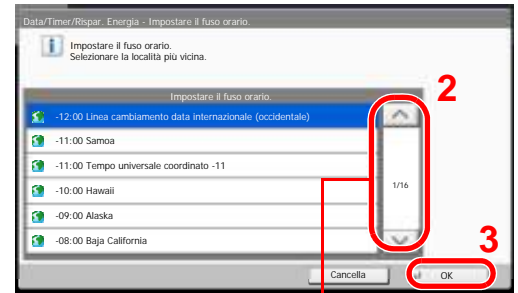 Data/Timer/Rispar. Energia - Impostare il fuso orario.
Impostare il fuso orario.
Selezionare la località più vicina.
Impostare il fuso orario.
2
-12:00 Linea cambiamento data internazionale (occidentale)
-11:00 Samoa
-11:00 Tempo universale coordinato -11
-10:00 Hawaii
1/16
-09:00 Alaska
-08:00 Baja California
3
Cancella
OK